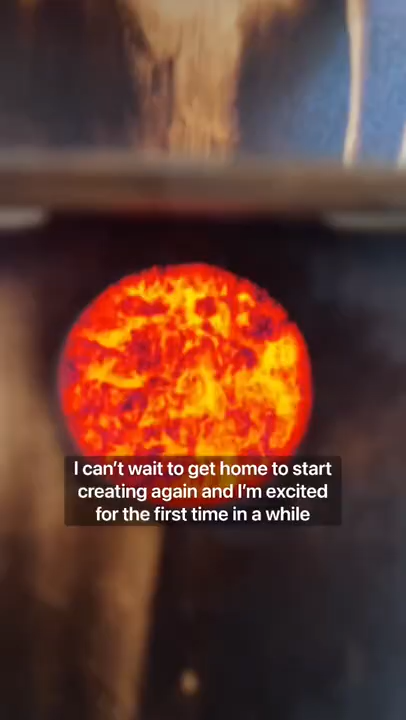 I can’t wait to get home to start
creating again and I’m excited
for the first time in a while